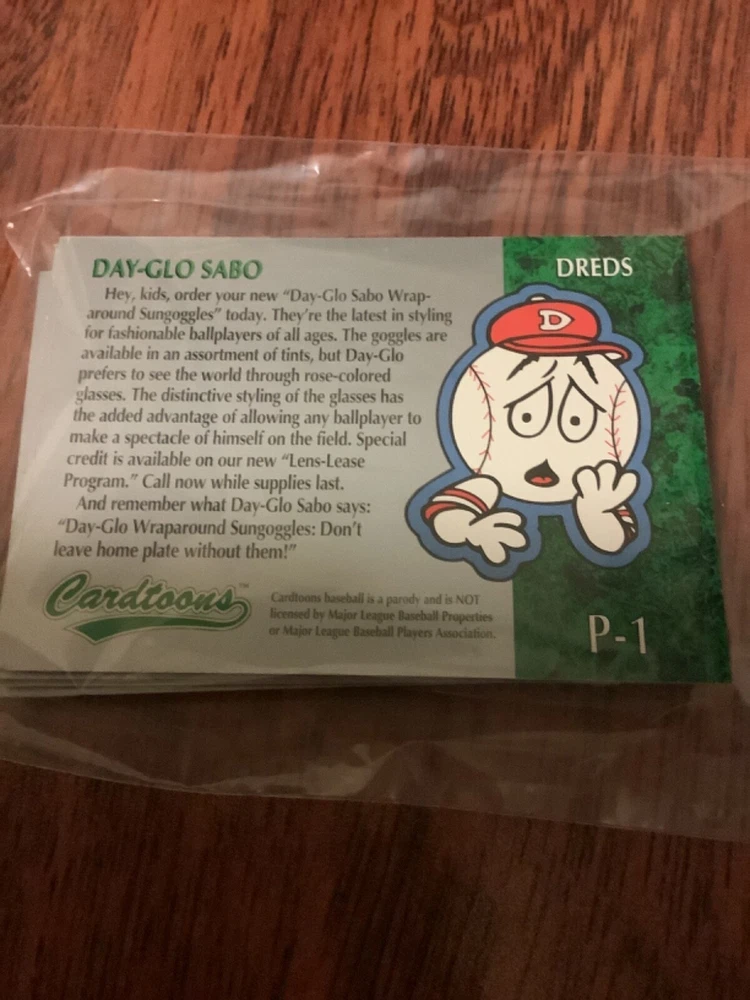 DAY-GLO SABO
Hey, kids, order your new “Day-Glo Sabo Wrap-
around Sungoggles” today. They're the latest in styling
for fashionable ballplayers of all ages. The goggles are
available in an assortment of tints, but Day-Glo
prefers to see the world through rose-colored
glasses. The distinctive styling of the glasses has
the added advantage of allowing any ballplayer to
make a spectacle of himself on the field. Special
credit is available on our new “Lens-Lease
Program.” Call now while supplies last.
And remember what Day-Glo Sabo says:
“Day-Glo Wraparound Sungoggles: Don't
leave home plate without them!”
Cardtoons™
Cardtoons baseball is a parody and is NOT
licensed by Major League Baseball Properties
or Major League Baseball Players Association.
DREDS
D
P-1